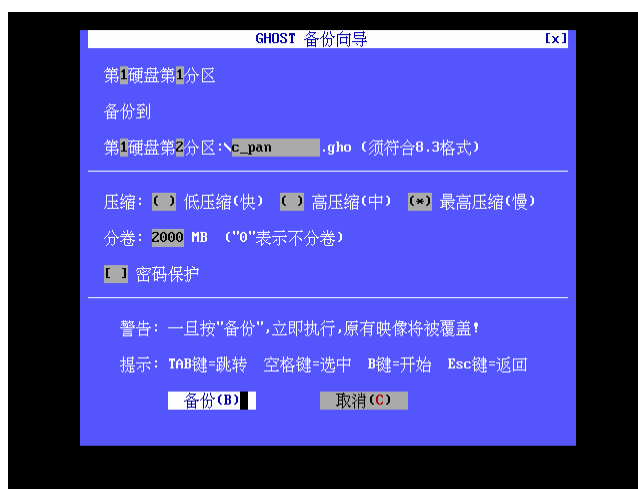 GHOST 备份向导 [x]
第1硬盘第1分区
备份到
第1硬盘第2分区:\c_pan .gho (须符合8.3格式)
压缩: ( ) 低压缩(快) ( ) 高压缩(中) (*) 最高压缩(慢)
分卷: 2000 MB ("0"表示不分卷)
[ ] 密码保护
警告: 一旦按"备份",立即执行,原有映像将被覆盖!
提示: TAB键=跳转 空格键=选中 B键=开始 Esc键=返回
备份(B) 取消(C)